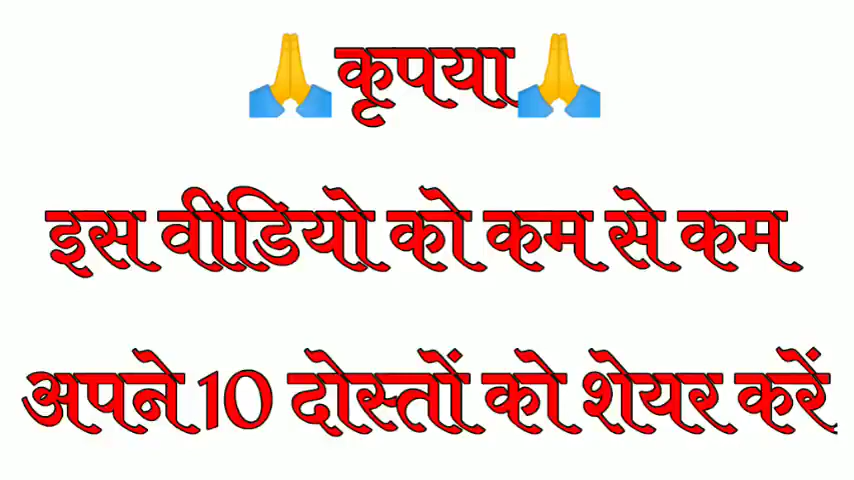 🙏 कृपया 🙏
इस वीडियो को कम से कम
अपने 10 दोस्तों को शेयर करें